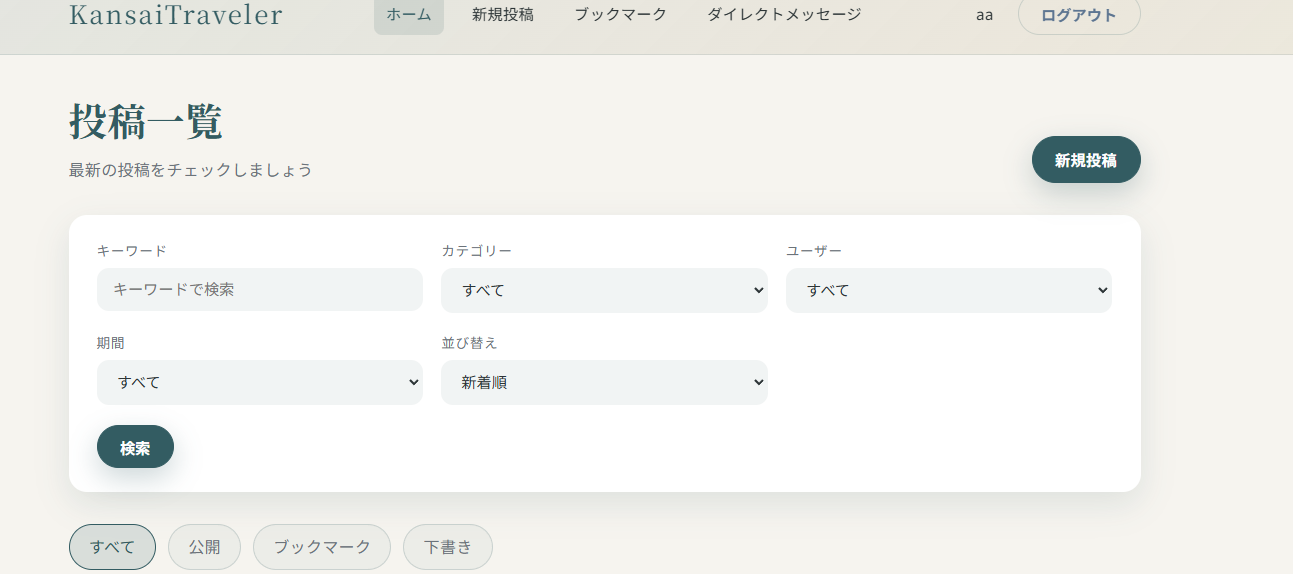 KansaiTraveler ホーム 新規投稿 ブックマーク ダイレクトメッセージ aa ログアウト
投稿一覧
最新の投稿をチェックしましょう
新規投稿
キーワード カテゴリー ユーザー
キーワードで検索 すべて すべて
期間 並び替え
すべて 新着順
検索
すべて 公開 ブックマーク 下書き